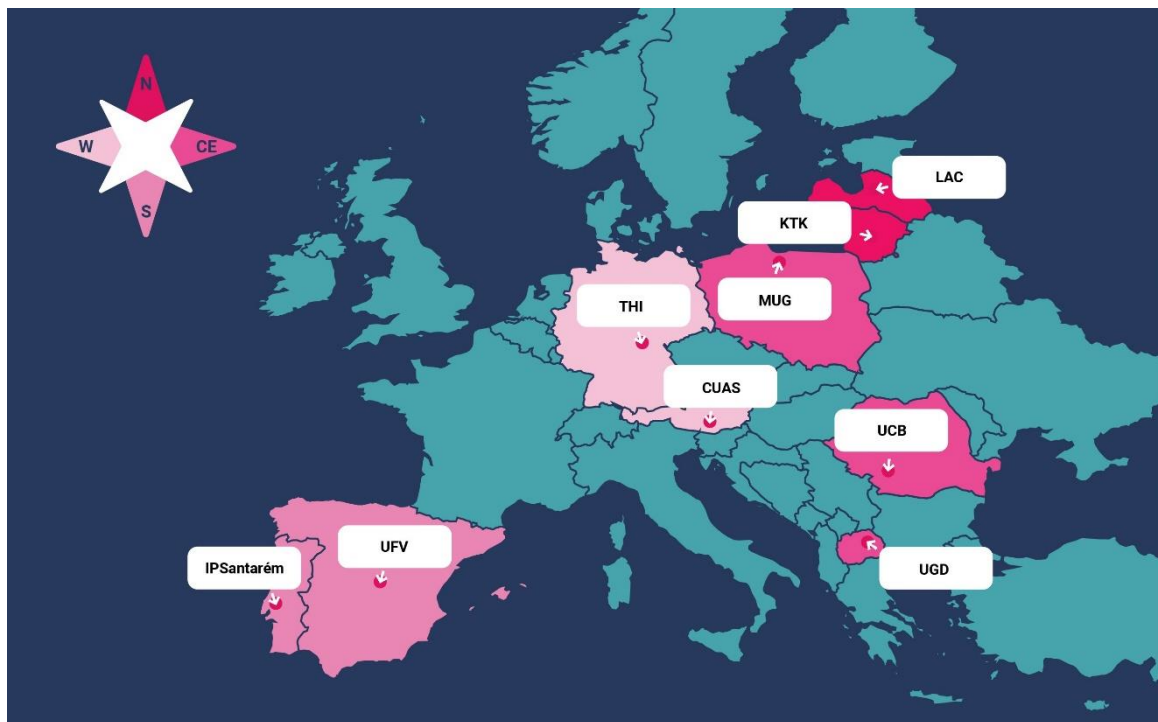 N
W
CE
S
LAC
KTK
MUG
THI
CUAS
UCB
UFV
IPSantarém
UGD